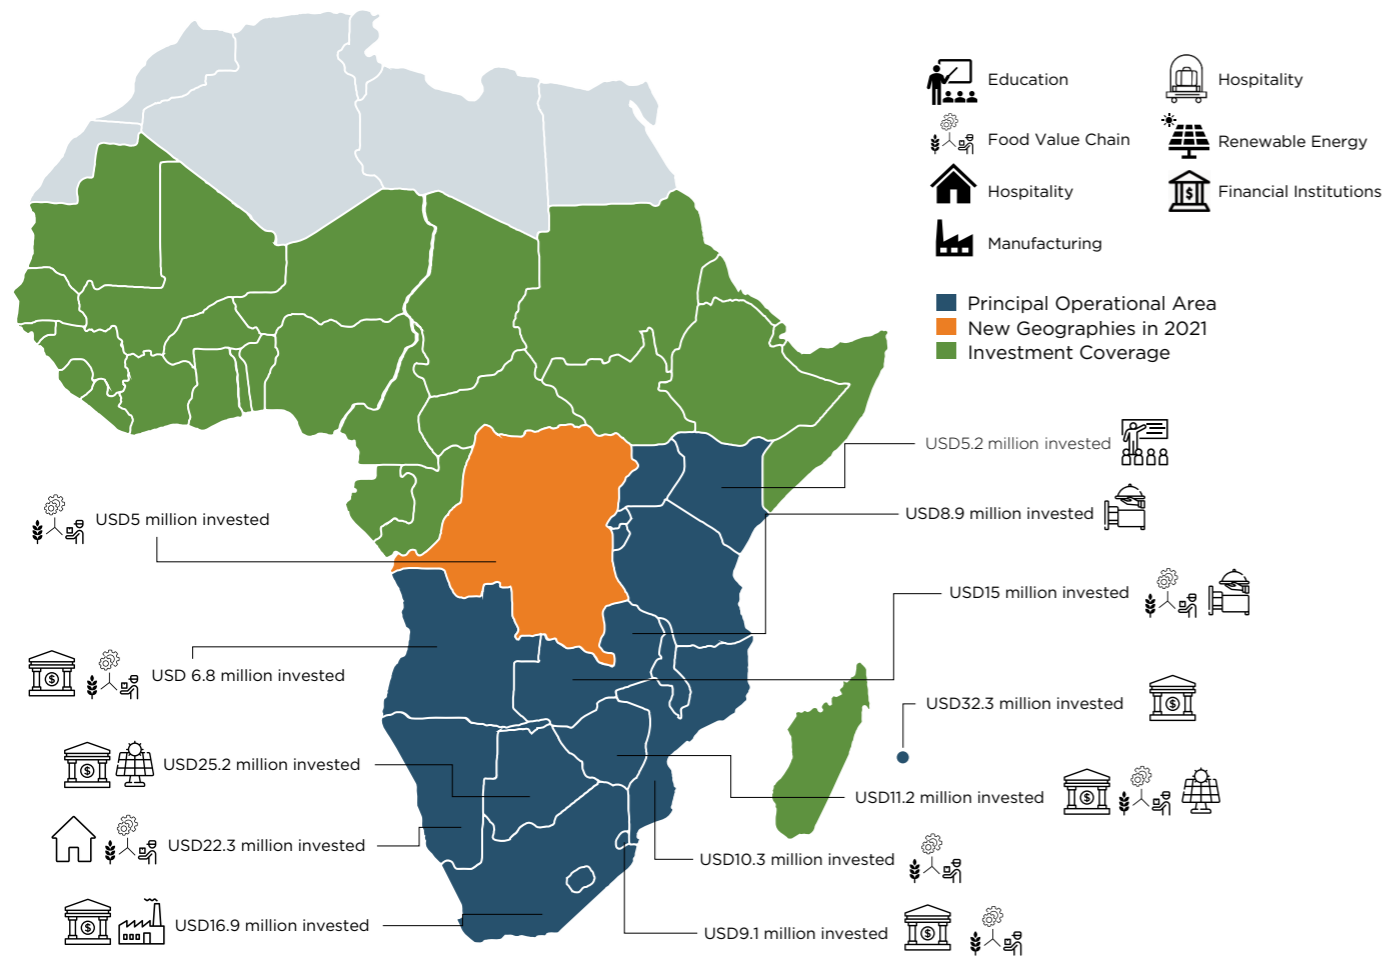 Education
Hospitality
Food Value Chain
Renewable Energy
Hospitality
Financial Institutions
Manufacturing
Principal Operational Area
New Geographies in 2021
Investment Coverage
USD5.2 million invested
USD8.9 million invested
USD5 million invested
USD15 million invested
USD 6.8 million invested
USD32.3 million invested
USD25.2 million invested
USD11.2 million invested
USD22.3 million invested
USD10.3 million invested
USD16.9 million invested
USD9.1 million invested